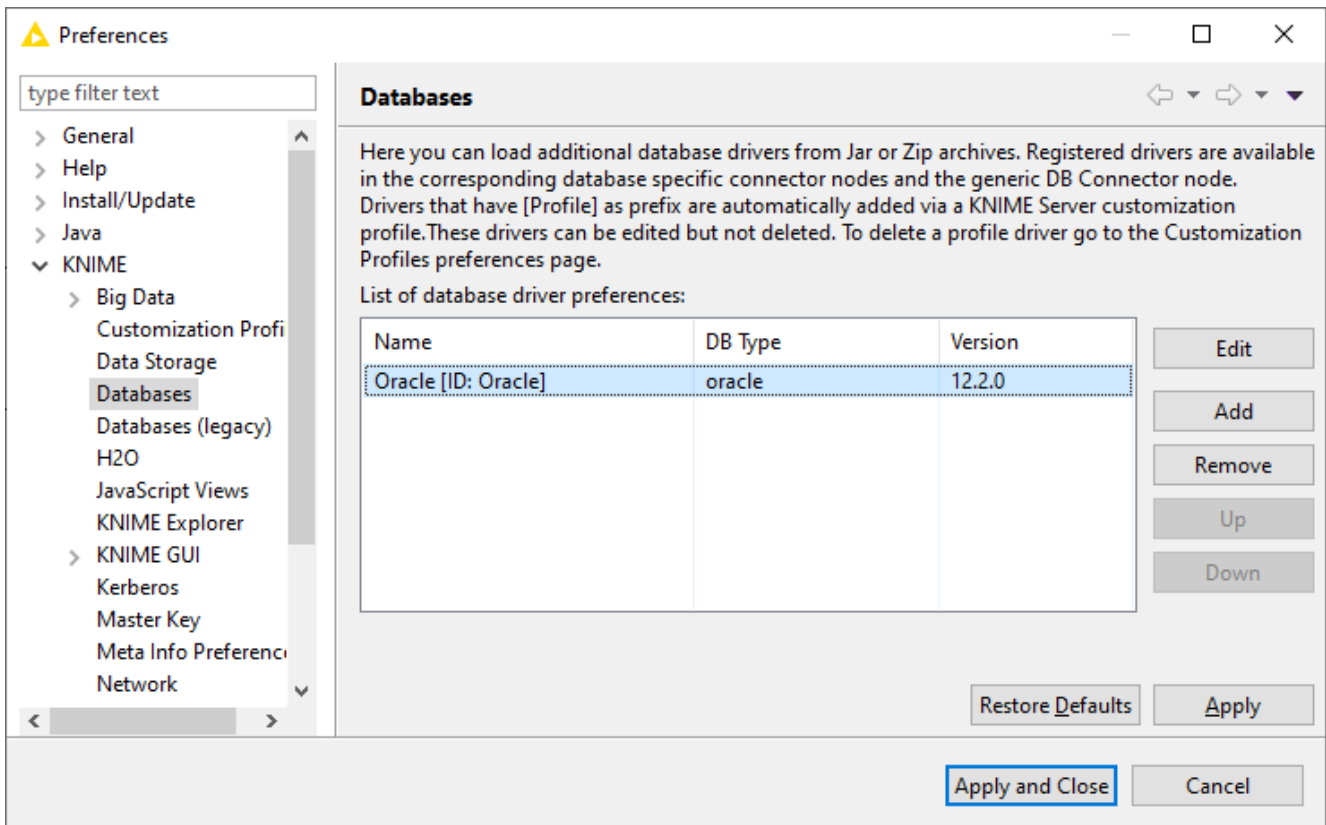 Preferences
type filter text
General
Help
Install/Update
Java
KNIME
Big Data
Customization Profi
Data Storage
Databases
Databases (legacy)
H2O
JavaScript Views
KNIME Explorer
KNIME GUI
Kerberos
Master Key
Meta Info Preferenc
Network
Databases
Here you can load additional database drivers from Jar or Zip archives. Registered drivers are available
in the corresponding database specific connector nodes and the generic DB Connector node.
Drivers that have [Profile] as prefix are automatically added via a KNIME Server customization
profile.These drivers can be edited but not deleted. To delete a profile driver go to the Customization
Profiles preferences page.
List of database driver preferences:
Name DB Type Version
Oracle [ID: Oracle] oracle 12.2.0
Edit
Add
Remove
Up
Down
Restore Defaults Apply
Apply and Close Cancel